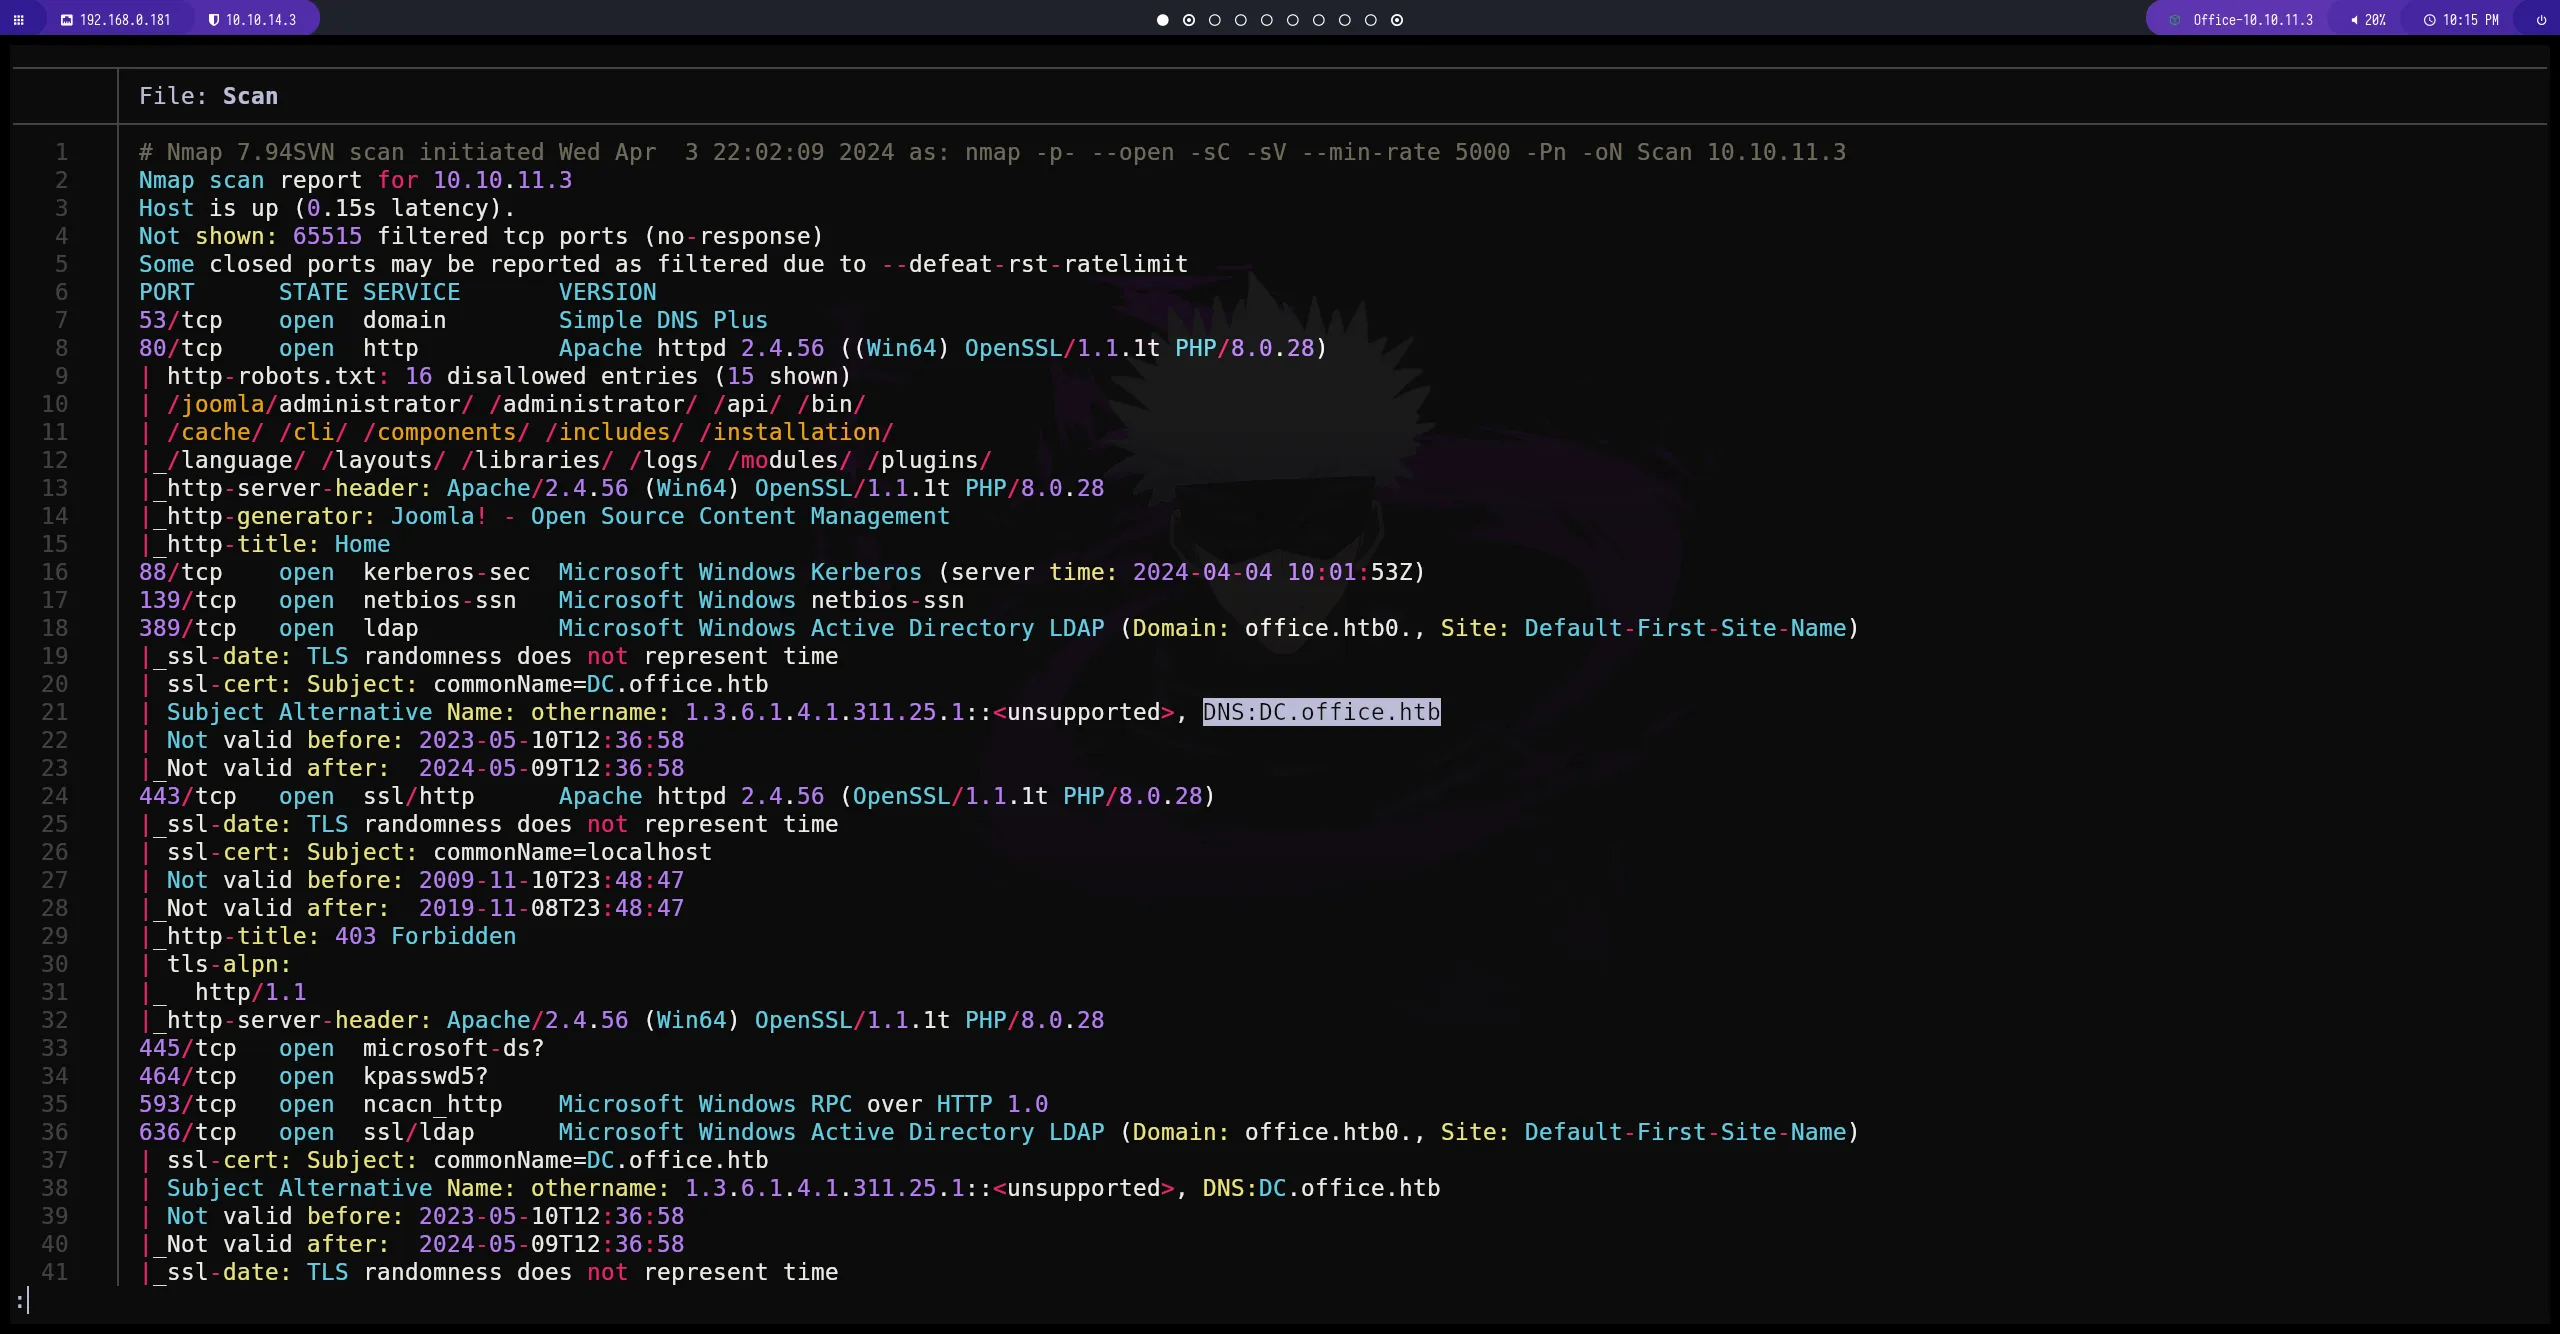 192.168.0.181 10.10.14.3 Office-10.10.11.3 20% 10:15 PM
File: Scan
1 # Nmap 7.94SVN scan initiated Wed Apr  3 22:02:09 2024 as: nmap -p- --open -sC -sV --min-rate 5000 -Pn -oN Scan 10.10.11.3
2 Nmap scan report for 10.10.11.3
3 Host is up (0.15s latency).
4 Not shown: 65515 filtered tcp ports (no-response)
5 Some closed ports may be reported as filtered due to --defeat-rst-ratelimit
6 PORT      STATE SERVICE       VERSION
7 53/tcp    open  domain        Simple DNS Plus
8 80/tcp    open  http          Apache httpd 2.4.56 ((Win64) OpenSSL/1.1.1t PHP/8.0.28)
9 | http-robots.txt: 16 disallowed entries (15 shown)
10 | /joomla/administrator/ /administrator/ /api/ /bin/
11 | /cache/ /cli/ /components/ /includes/ /installation/
12 |_/language/ /layouts/ /libraries/ /logs/ /modules/ /plugins/
13 |_http-server-header: Apache/2.4.56 (Win64) OpenSSL/1.1.1t PHP/8.0.28
14 |_http-generator: Joomla! - Open Source Content Management
15 |_http-title: Home
16 88/tcp    open  kerberos-sec  Microsoft Windows Kerberos (server time: 2024-04-04 10:01:53Z)
17 139/tcp   open  netbios-ssn   Microsoft Windows netbios-ssn
18 389/tcp   open  ldap          Microsoft Windows Active Directory LDAP (Domain: office.htb0., Site: Default-First-Site-Name)
19 |_ssl-date: TLS randomness does not represent time
20 | ssl-cert: Subject: commonName=DC.office.htb
21 | Subject Alternative Name: othername: 1.3.6.1.4.1.311.25.1::<unsupported>, DNS:DC.office.htb
22 | Not valid before: 2023-05-10T12:36:58
23 |_Not valid after:  2024-05-09T12:36:58
24 443/tcp   open  ssl/http      Apache httpd 2.4.56 (OpenSSL/1.1.1t PHP/8.0.28)
25 |_ssl-date: TLS randomness does not represent time
26 | ssl-cert: Subject: commonName=localhost
27 | Not valid before: 2009-11-10T23:48:47
28 |_Not valid after:  2019-11-08T23:48:47
29 |_http-title: 403 Forbidden
30 | tls-alpn:
31 |_  http/1.1
32 |_http-server-header: Apache/2.4.56 (Win64) OpenSSL/1.1.1t PHP/8.0.28
33 445/tcp   open  microsoft-ds?
34 464/tcp   open  kpasswd5?
35 593/tcp   open  ncacn_http    Microsoft Windows RPC over HTTP 1.0
36 636/tcp   open  ssl/ldap      Microsoft Windows Active Directory LDAP (Domain: office.htb0., Site: Default-First-Site-Name)
37 | ssl-cert: Subject: commonName=DC.office.htb
38 | Subject Alternative Name: othername: 1.3.6.1.4.1.311.25.1::<unsupported>, DNS:DC.office.htb
39 | Not valid before: 2023-05-10T12:36:58
40 |_Not valid after:  2024-05-09T12:36:58
41 |_ssl-date: TLS randomness does not represent time
: